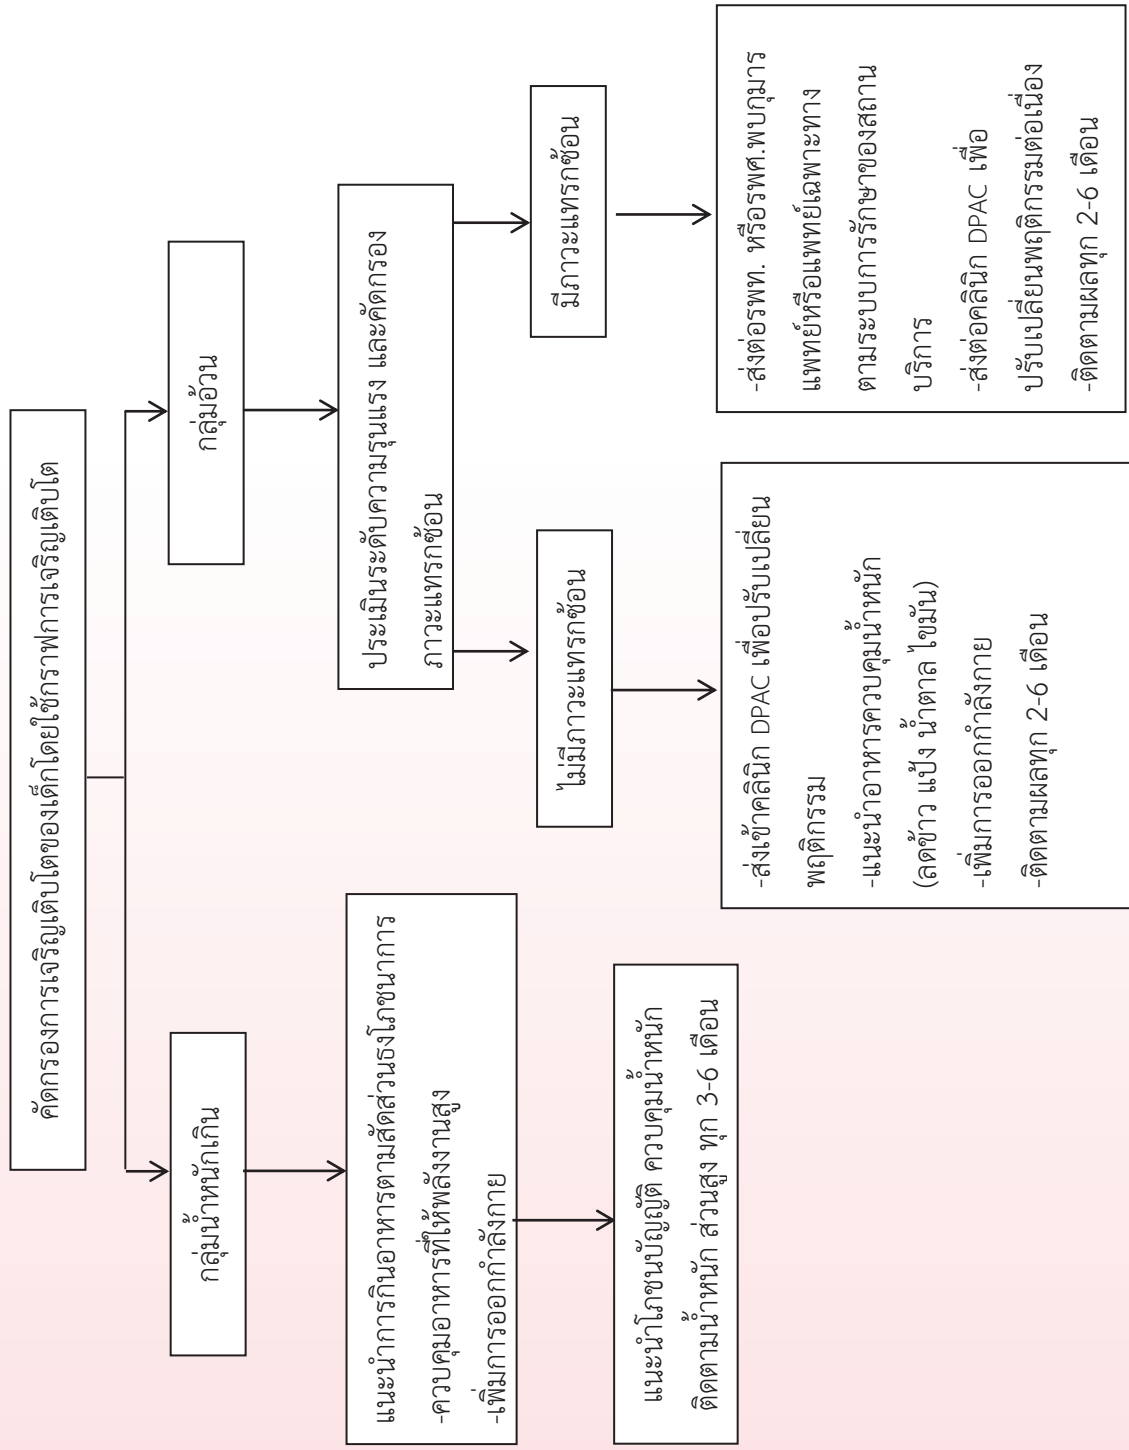 คัดกรองการเจริญเติบโตของเด็กโดยใช้กราฟการเจริญเติบโต
กลุ่มน้ำหนักเกิน
แนะนำการกินอาหารตามสัดส่วนธงโภชนาการ
-ควบคุมอาหารที่ให้พลังงานสูง
-เพิ่มการออกกำลังกาย
แนะนำโภชนบัญญัติ ควบคุมน้ำหนัก
ติดตามน้ำหนัก ส่วนสูง ทุก 3-6 เดือน
กลุ่มอ้วน
ประเมินระดับความรุนแรง และคัดกรอง
ภาวะแทรกซ้อน
ไม่มีภาวะแทรกซ้อน
-ส่งเข้าคลินิก DPAC เพื่อปรับเปลี่ยน
พฤติกรรม
-แนะนำอาหารควบคุมน้ำหนัก
(ลดข้าว แป้ง น้ำตาล ไขมัน)
-เพิ่มการออกกำลังกาย
-ติดตามผลทุก 2-6 เดือน
มีภาวะแทรกซ้อน
-ส่งต่อรพท. หรือรพศ.พบกุมาร
แพทย์หรือแพทย์เฉพาะทาง
ตามระบบการรักษาของสถาน
บริการ
-ส่งต่อคลินิก DPAC เพื่อ
ปรับเปลี่ยนพฤติกรรมต่อเนื่อง
-ติดตามผลทุก 2-6 เดือน